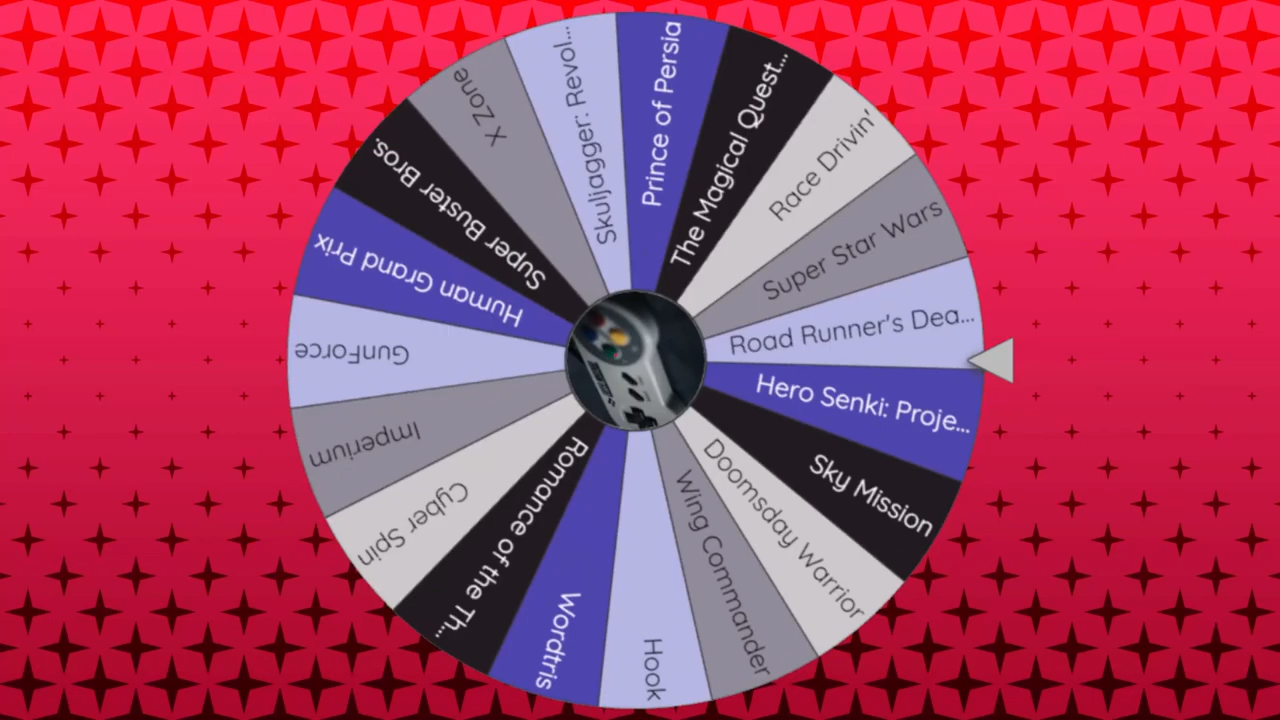 Prince of Persia
The Magical Quest...
Race Drivin'
Super Star Wars
Road Runner's Dea...
Hero Senki: Proje...
Sky Mission
Doomsday Warrior
Wing Commander
Hook
Wordtris
Romance of the Th...
Cyber Spin
Imperium
GunForce
Human Grand Prix
Super Buster Bros.
X Zone
Skuljagger: Revol...